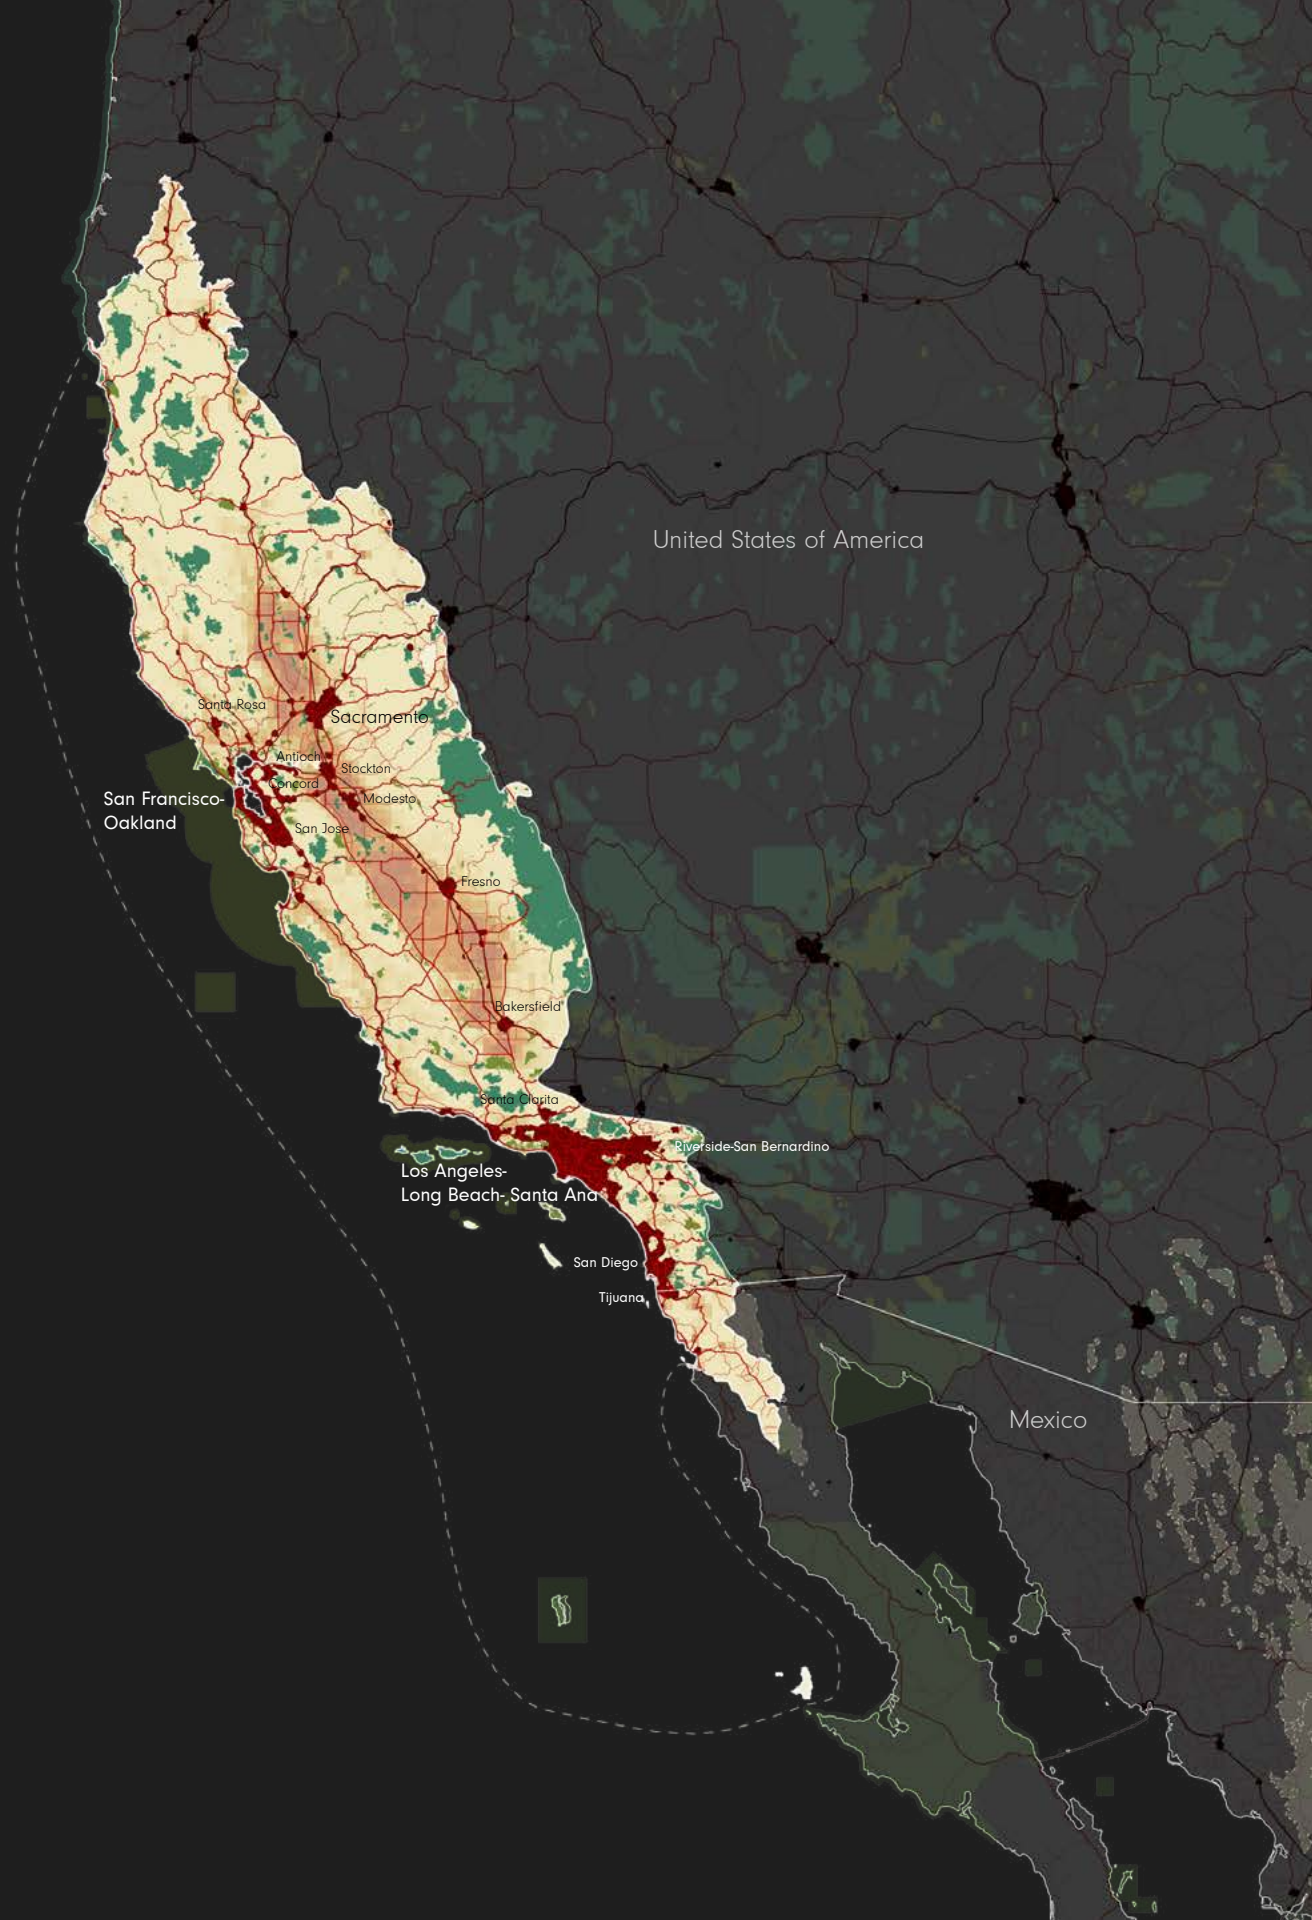 United States of America
Santa Rosa
Sacramento
Antioch
Stockton
Concord
Modesto
San Francisco-
Oakland
San Jose
Fresno
Bakersfield
Santa Clarita
Riverside-San Bernardino
Los Angeles-
Long Beach- Santa Ana
San Diego
Tijuana
Mexico